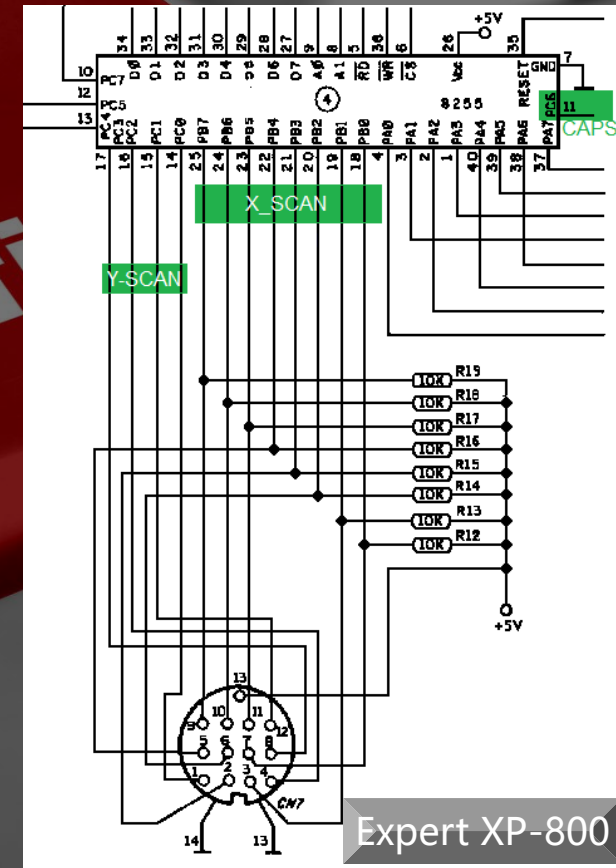 +5V
34 33 32 31 30 29 28 27 9 8 5 36 6 26 35
D0 D1 D2 D3 D4 D5 D6 D7 A0 A1 RD WR CS Vcc RESET GND 7
10 PC7
4
8255
PC6 11
12 PC5
CAPS
13 PC4 PC3 PC2 PC1 PC0 PB7 PB6 PB5 PB4 PB3 PB2 PB1 PB0 PA0 PA1 PA2 PA3 PA4 PA5 PA6 PA7
17 16 15 14 25 24 23 22 21 20 19 18 4 3 2 1 40 39 38 37
X_SCAN
Y-SCAN
10K R19
10K R18
10K R17
10K R16
10K R15
10K R14
10K R13
10K R12
+5V
13
9 10 11 12
5 6 7 8
1 2 3 4
CN7
14 13
Expert XP-800